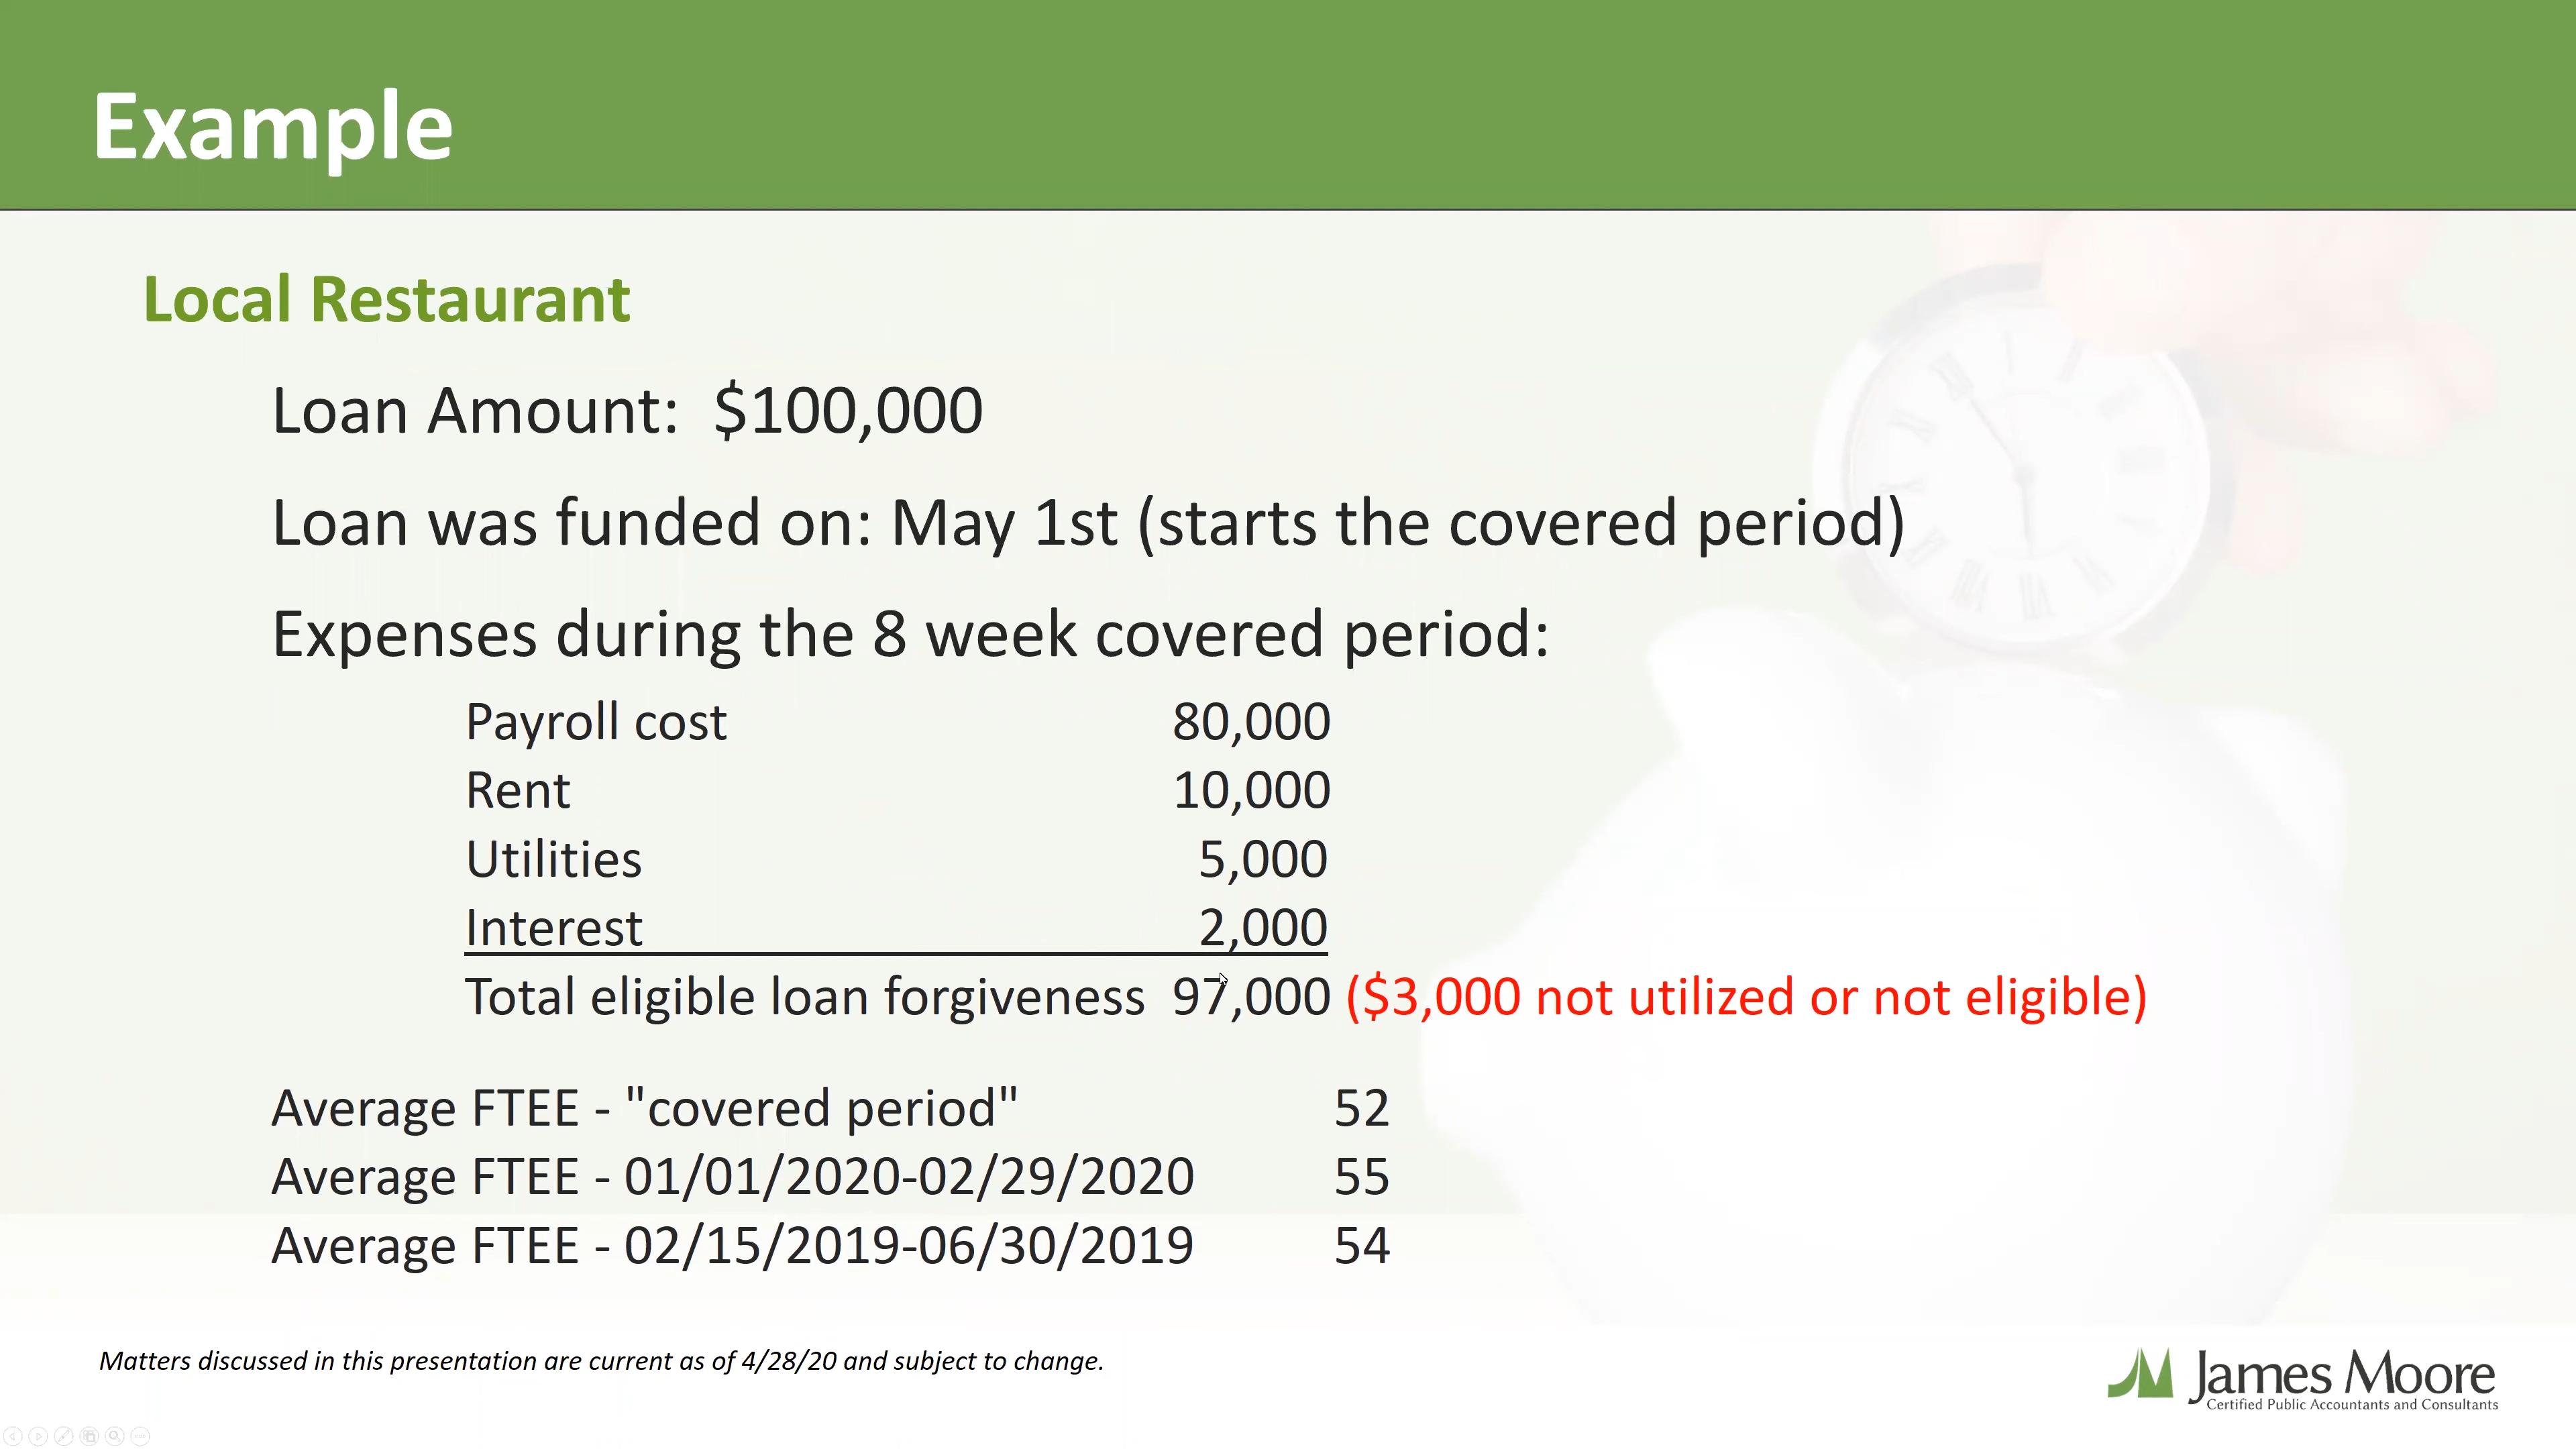 Example
Local Restaurant
Loan Amount:  $100,000
Loan was funded on: May 1st (starts the covered period)
Expenses during the 8 week covered period:
Payroll cost 80,000
Rent 10,000
Utilities 5,000
Interest 2,000
Total eligible loan forgiveness 97,000 ($3,000 not utilized or not eligible)
Average FTEE - "covered period" 52
Average FTEE - 01/01/2020-02/29/2020 55
Average FTEE - 02/15/2019-06/30/2019 54
Matters discussed in this presentation are current as of 4/28/20 and subject to change.
James Moore
Certified Public Accountants and Consultants